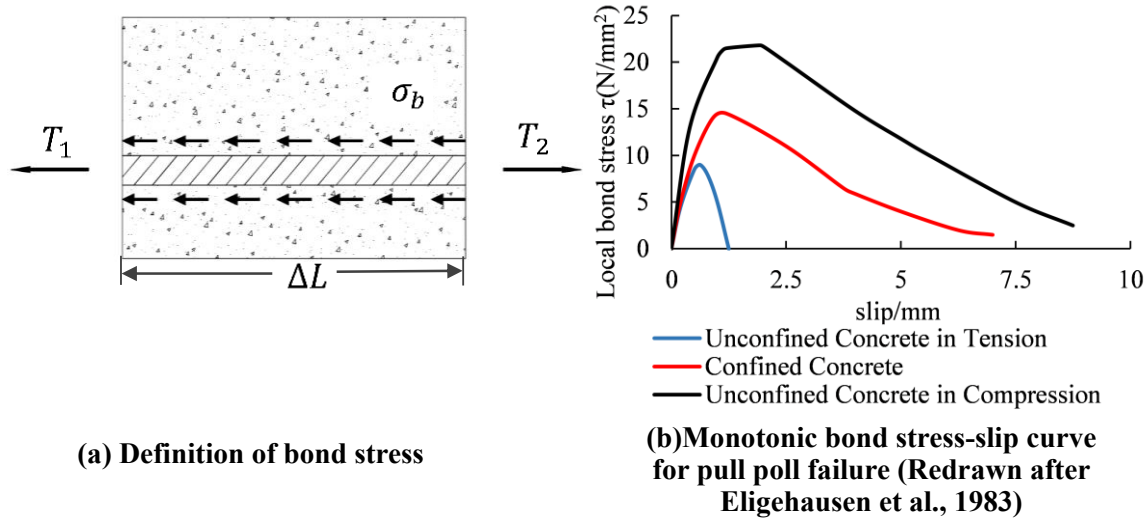 σ_b
T₁
T₂
ΔL
(a) Definition of bond stress
Local bond stress τ(N/mm²)
25
20
15
10
5
0
0 2.5 5 7.5 10
slip/mm
Unconfined Concrete in Tension
Confined Concrete
Unconfined Concrete in Compression
(b)Monotonic bond stress-slip curve
for pull poll failure (Redrawn after
Eligehausen et al., 1983)